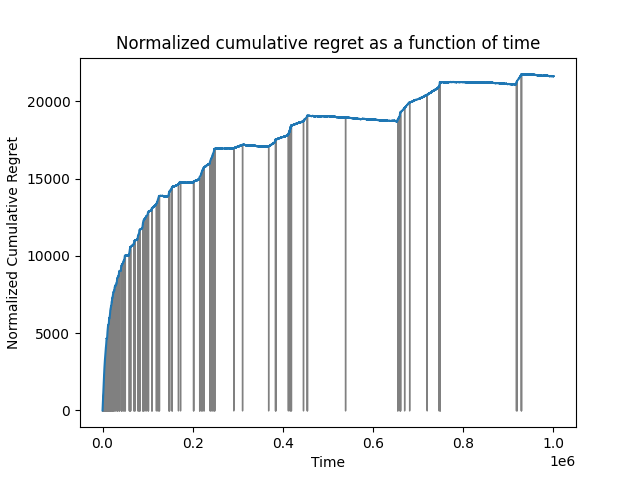 Normalized cumulative regret as a function of time
Normalized Cumulative Regret
20000
15000
10000
5000
0
0.0 0.2 0.4 0.6 0.8 1.0
1e6
Time